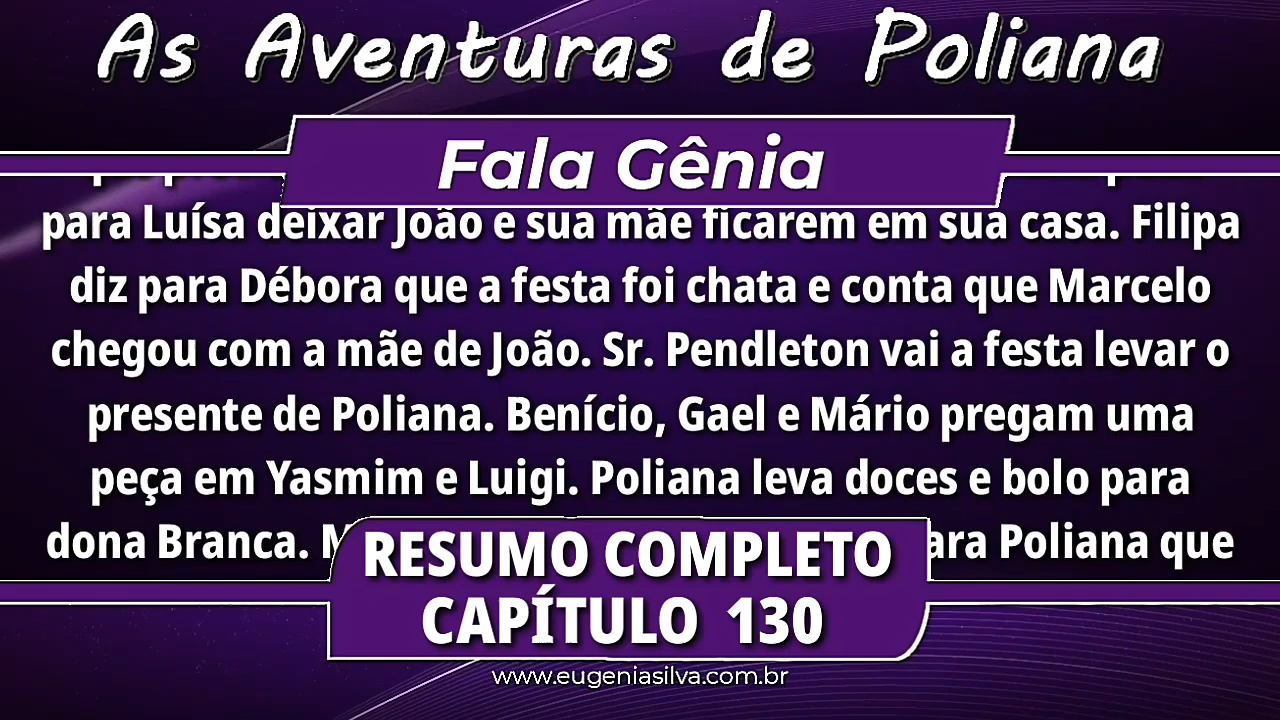 As Aventuras de Poliana
Fala Gênia
para Luísa deixar João e sua mãe ficarem em sua casa. Filipa
diz para Débora que a festa foi chata e conta que Marcelo
chegou com a mãe de João. Sr. Pendleton vai a festa levar o
presente de Poliana. Benício, Gael e Mário pregam uma
peça em Yasmim e Luigi. Poliana leva doces e bolo para
dona Branca. Poliana que
RESUMO COMPLETO
CAPÍTULO 130
www.eugeniasilva.com.br